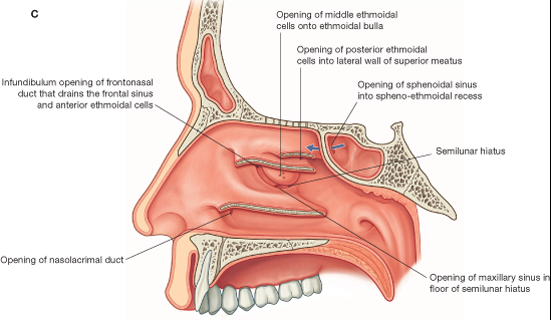 C
Opening of middle ethmoidal
cells onto ethmoidal bulla
Opening of posterior ethmoidal
cells into lateral wall of superior meatus
Infundibulum opening of frontonasal
duct that drains the frontal sinus
and anterior ethmoidal cells
Opening of sphenoidal sinus
into spheno-ethmoidal recess
Semilunar hiatus
Opening of nasolacrimal duct
Opening of maxillary sinus in
floor of semilunar hiatus